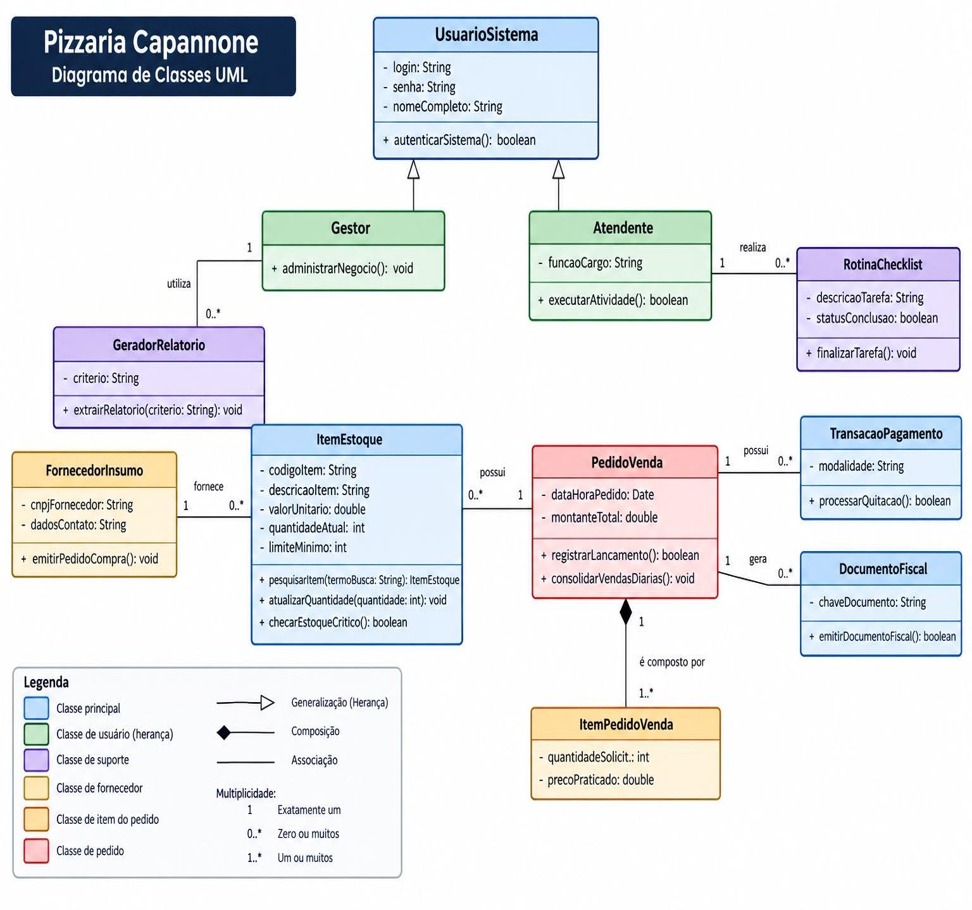 Pizzaria Capannone
Diagrama de Classes UML
UsuarioSistema
- login: String
- senha: String
- nomeCompleto: String
+ autenticarSistema(): boolean
Gestor
+ administrarNegocio(): void
Atendente
- funcaoCargo: String
+ executarAtividade(): boolean
realiza
1
0..*
RotinaChecklist
- descricaoTarefa: String
- statusConclusao: boolean
+ finalizarTarefa(): void
1
utiliza
0..*
GeradorRelatorio
- criterio: String
+ extrairRelatorio(criterio: String): void
FornecedorInsumo
- cnpjFornecedor: String
- dadosContato: String
+ emitirPedidoCompra(): void
fornece
1
0..*
ItemEstoque
- codigoItem: String
- descricaoItem: String
- valorUnitario: double
- quantidadeAtual: int
- limiteMinimo: int
+ pesquisarItem(termoBusca: String): ItemEstoque
+ atualizarQuantidade(quantidade: int): void
+ checarEstoqueCritico(): boolean
possui
0..*
1
PedidoVenda
- dataHoraPedido: Date
- montanteTotal: double
+ registrarLancamento(): boolean
+ consolidarVendasDiarias(): void
possui
1
0..*
TransacaoPagamento
- modalidade: String
+ processarQuitacao(): boolean
1
gera
0..*
DocumentoFiscal
- chaveDocumento: String
+ emitirDocumentoFiscal(): boolean
1
é composto por
1..*
ItemPedidoVenda
- quantidadeSolicit.: int
- precoPraticado: double
Legenda
Classe principal
Classe de usuário (herança)
Classe de suporte
Classe de fornecedor
Classe de item do pedido
Classe de pedido
Generalização (Herança)
Composição
Associação
Multiplicidade:
1 Exatamente um
0..* Zero ou muitos
1..* Um ou muitos